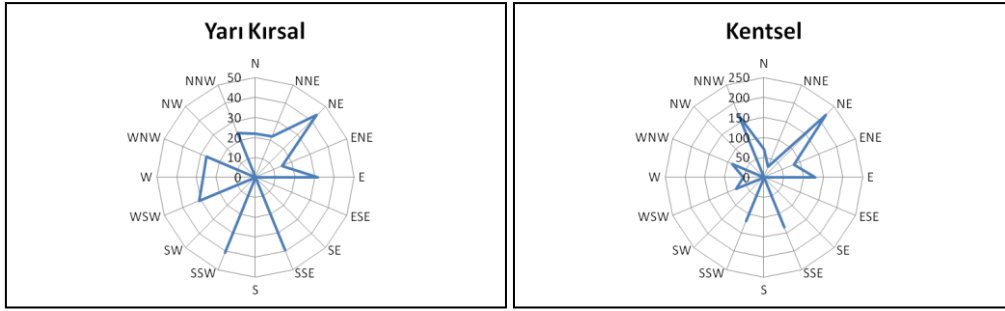 Yarı Kırsal
N
NNW
50
NNE
40
NW
NE
30
20
WNW
ENE
10
W
0
E
WSW
ESE
SW
SE
SSW
SSE
S
Kentsel
N
NNW
250
NNE
200
NW
NE
150
100
WNW
ENE
50
W
0
E
WSW
ESE
SW
SE
SSW
SSE
S